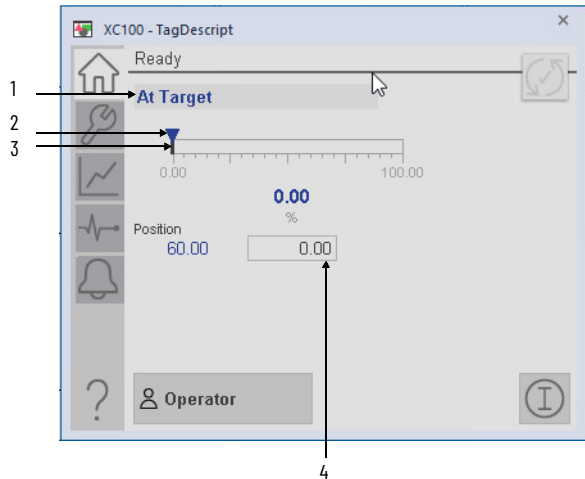 XC100 - TagDescript
×
Ready
1
At Target
2
3
0.00
100.00
0.00
%
Position
60.00
0.00
?
Operator
I
4